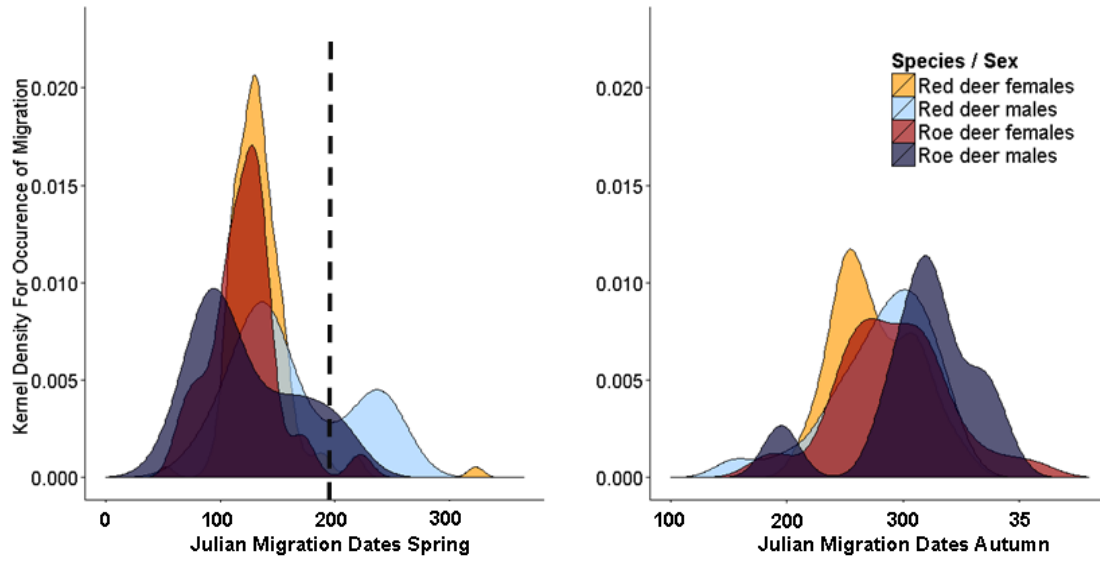 Kernel Density For Occurence of Migration
0.020
0.015
0.010
0.005
0.000
0
100
200
300
Julian Migration Dates Spring
Species / Sex
Red deer females
Red deer males
Roe deer females
Roe deer males
0.020
0.015
0.010
0.005
0.000
100
200
300
35
Julian Migration Dates Autumn